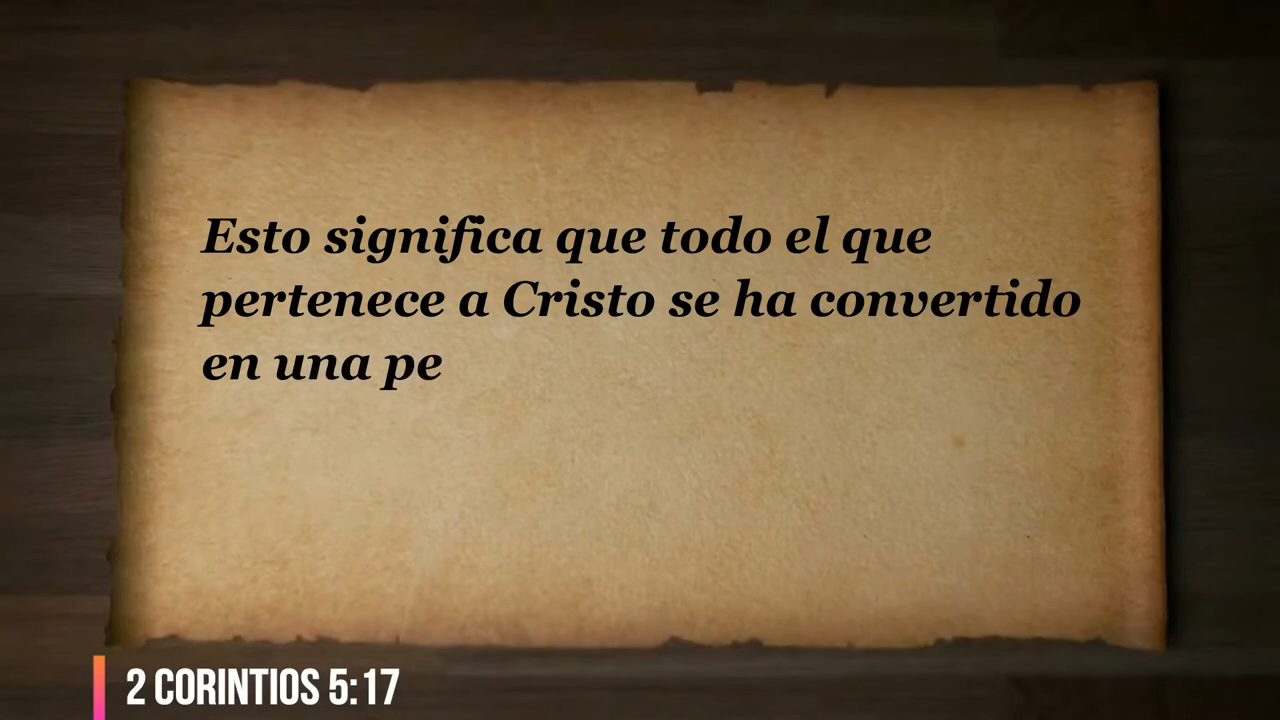 Esto significa que todo el que
pertenece a Cristo se ha convertido
en una pe
2 CORINTIOS 5:17